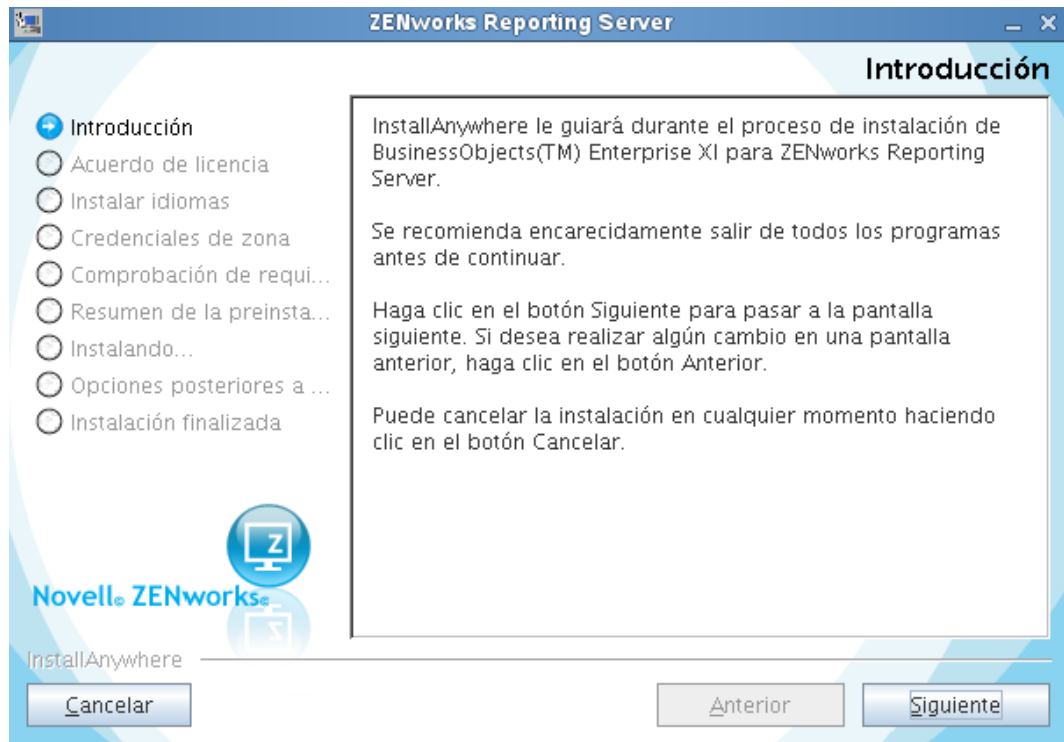 ZENworks Reporting Server
Introducción
Introducción
Acuerdo de licencia
Instalar idiomas
Credenciales de zona
Comprobación de requi...
Resumen de la preinsta...
Instalando...
Opciones posteriores a ...
Instalación finalizada
InstallAnywhere le guiará durante el proceso de instalación de
BusinessObjects(TM) Enterprise XI para ZENworks Reporting
Server.
Se recomienda encarecidamente salir de todos los programas
antes de continuar.
Haga clic en el botón Siguiente para pasar a la pantalla
siguiente. Si desea realizar algún cambio en una pantalla
anterior, haga clic en el botón Anterior.
Puede cancelar la instalación en cualquier momento haciendo
clic en el botón Cancelar.
Z
Novell® ZENworks®
InstallAnywhere
Cancelar
Anterior
Siguiente